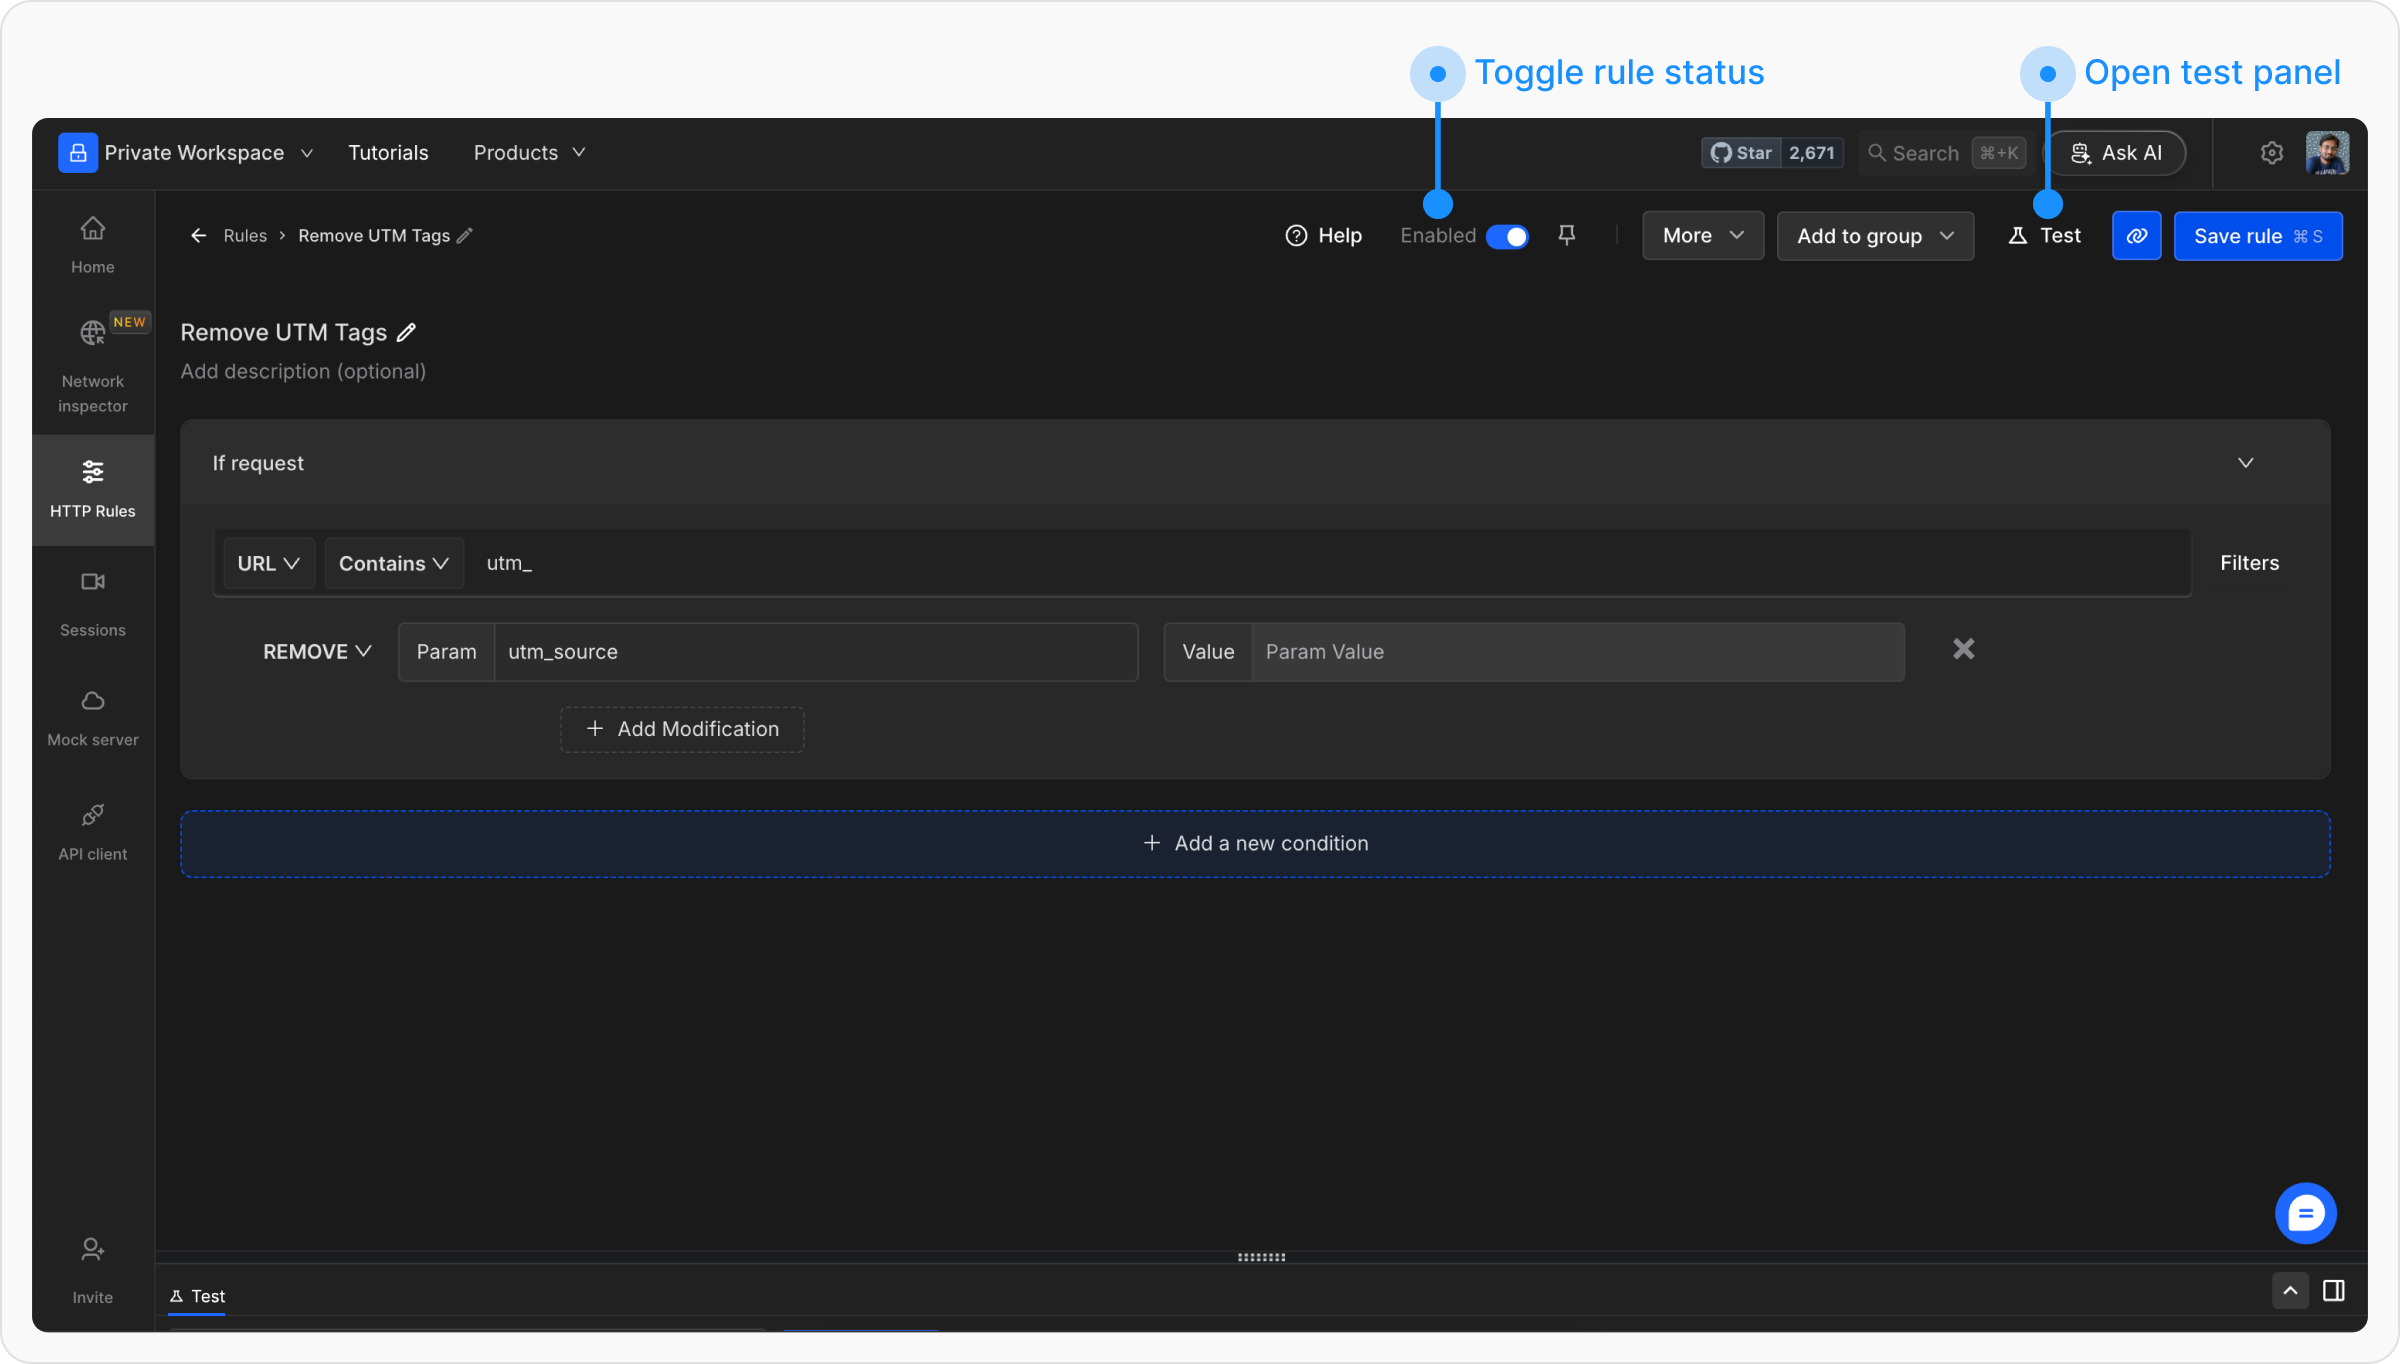 Toggle rule status
Open test panel
Private Workspace
Tutorials
Products
Star 2,671
Search ⌘+K
Ask AI
Rules > Remove UTM Tags
Help
Enabled
More
Add to group
Test
Save rule ⌘ S
Home
NEW
Network
inspector
HTTP Rules
Sessions
Mock server
API client
Invite
Remove UTM Tags
Add description (optional)
If request
URL
Contains
utm_
Filters
REMOVE
Param
utm_source
Value
Param Value
+ Add Modification
+ Add a new condition
Test